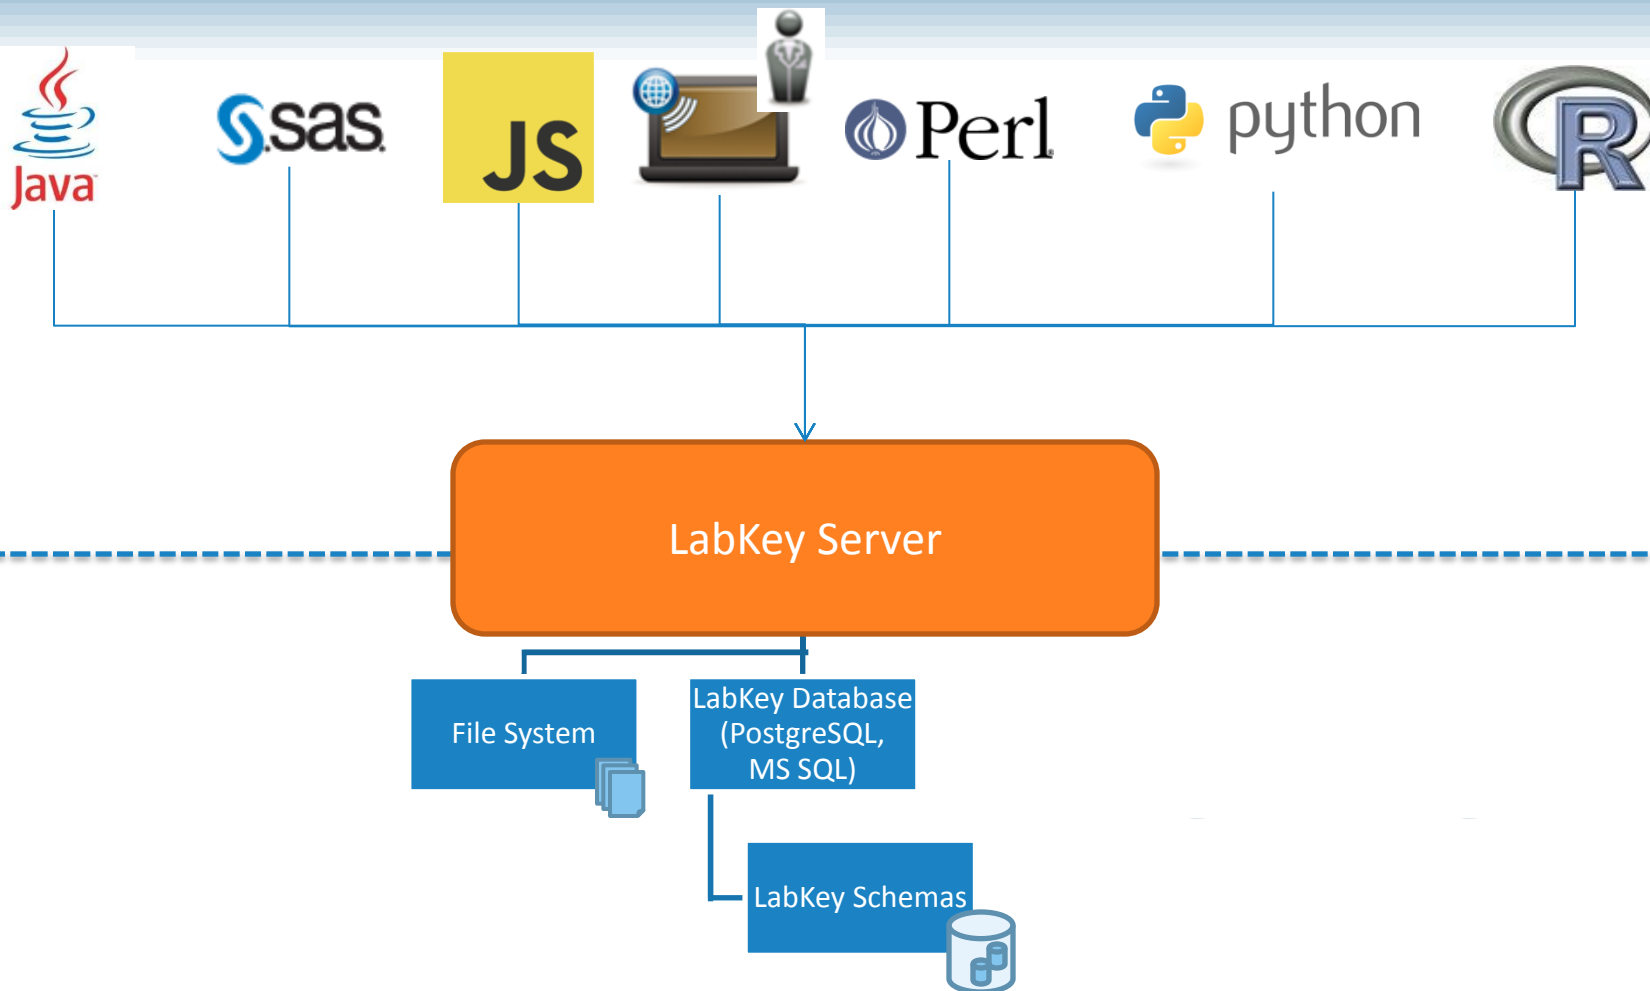 Java
sas
JS
Perl
python
R
LabKey Server
File System
LabKey Database
(PostgreSQL,
MS SQL)
LabKey Schemas